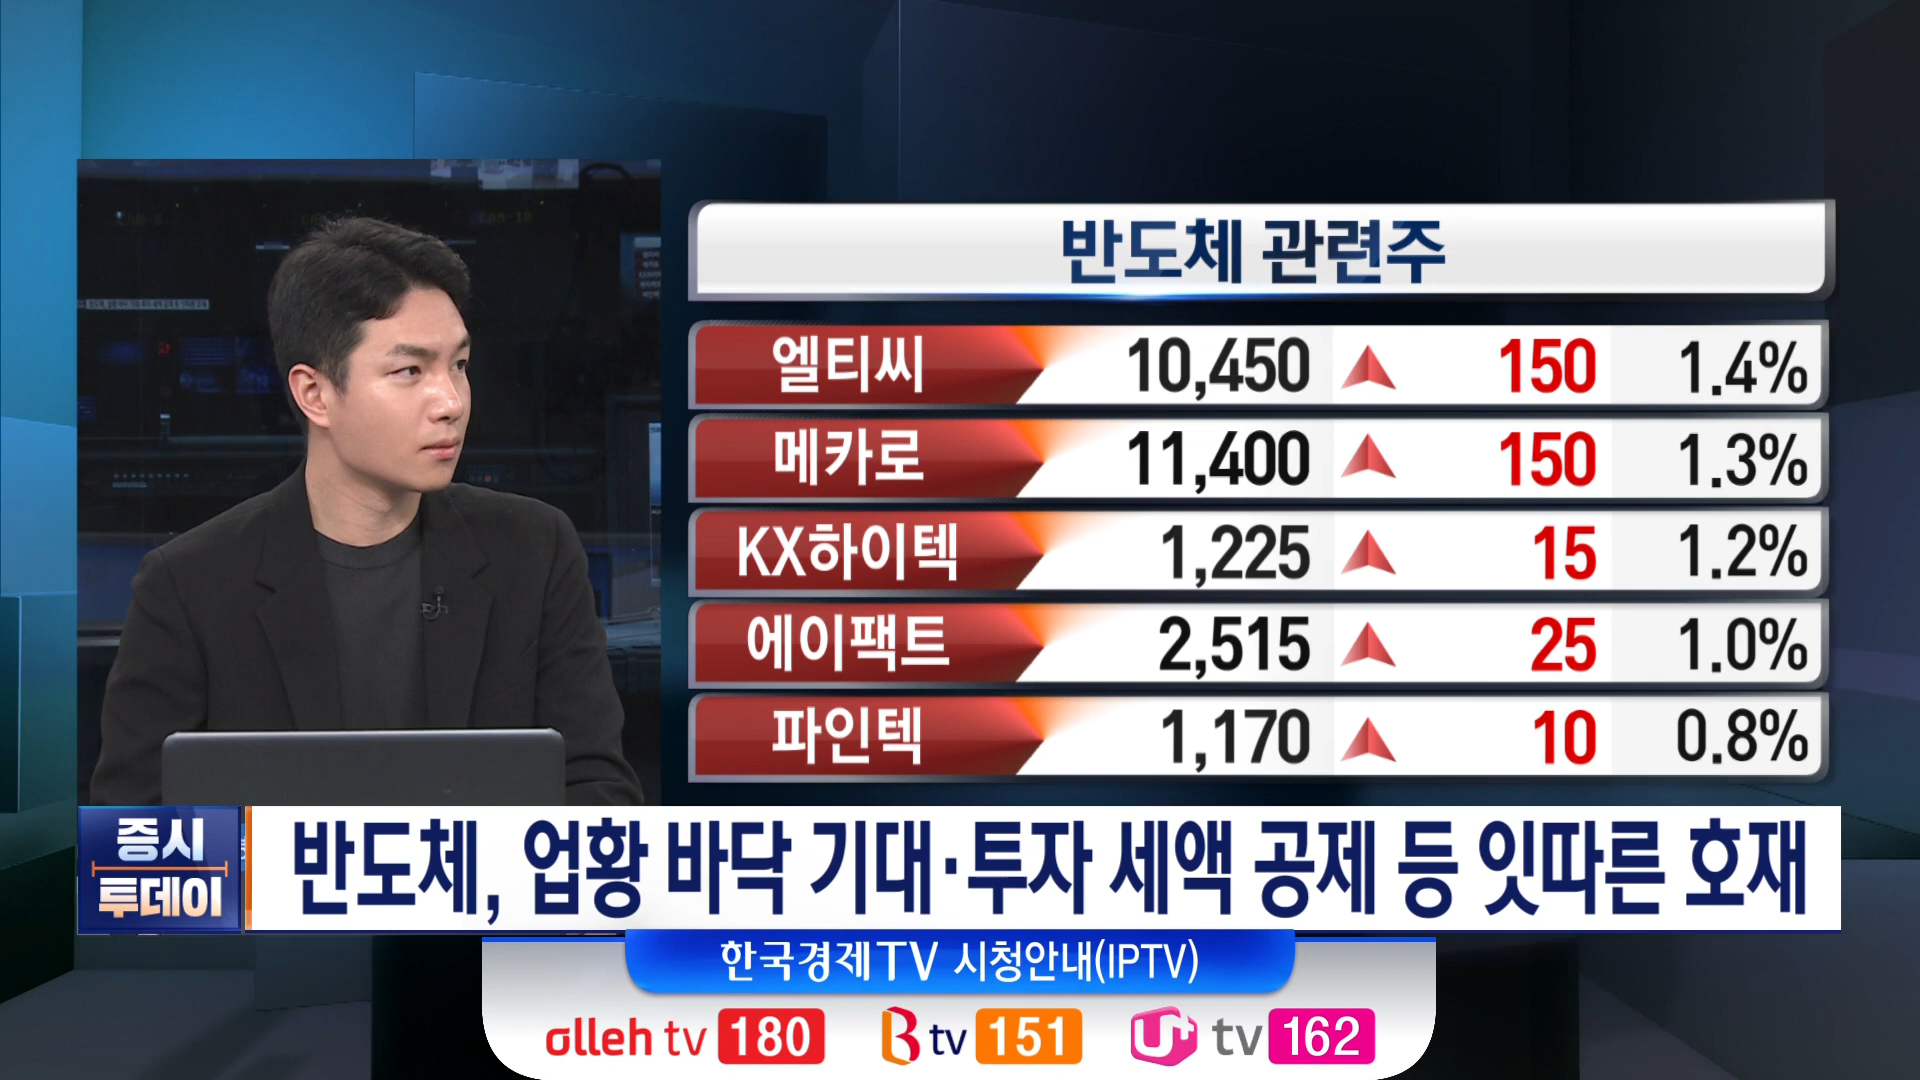 반도체 관련주
엘티씨 10,450 ▲ 150 1.4%
메카로 11,400 ▲ 150 1.3%
KX하이텍 1,225 ▲ 15 1.2%
에이팩트 2,515 ▲ 25 1.0%
파인텍 1,170 ▲ 10 0.8%
증시
투데이
반도체, 업황 바닥 기대·투자 세액 공제 등 잇따른 호재
한국경제TV 시청안내(IPTV)
olleh tv 180 B tv 151 U+ tv 162